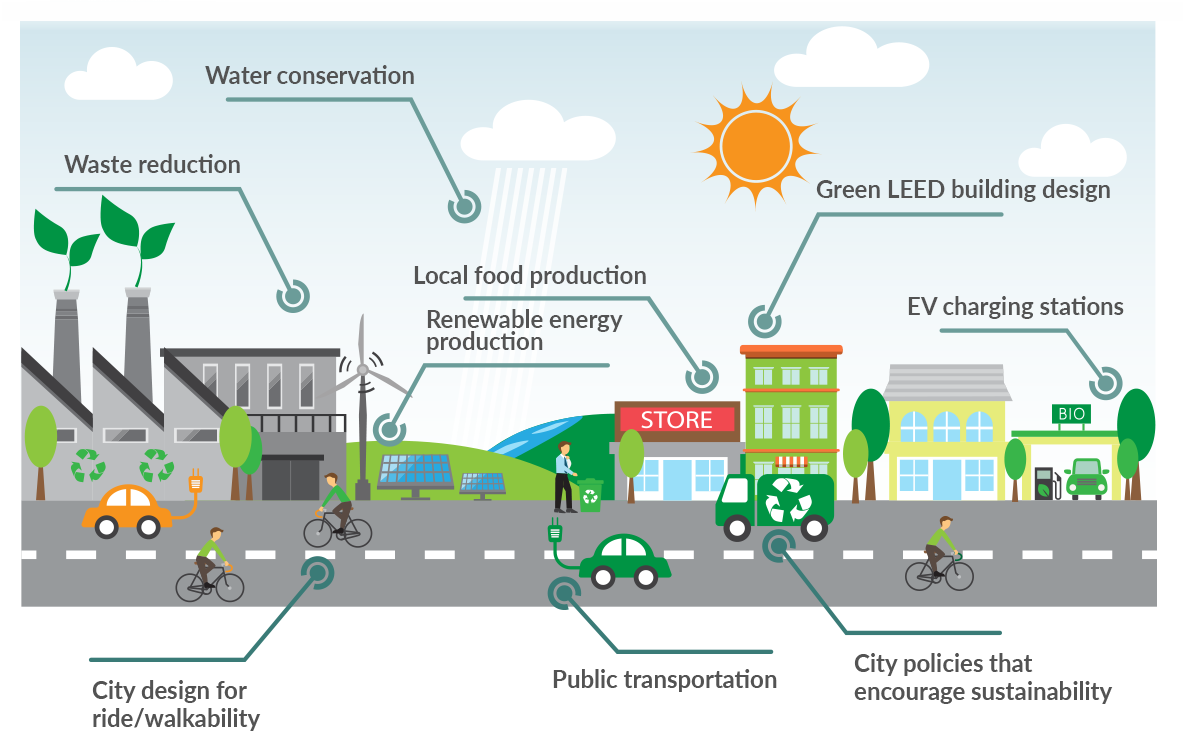 Water conservation
Waste reduction
Green LEED building design
Local food production
EV charging stations
Renewable energy
production
STORE
BIO
City design for
ride/walkability
Public transportation
City policies that
encourage sustainability